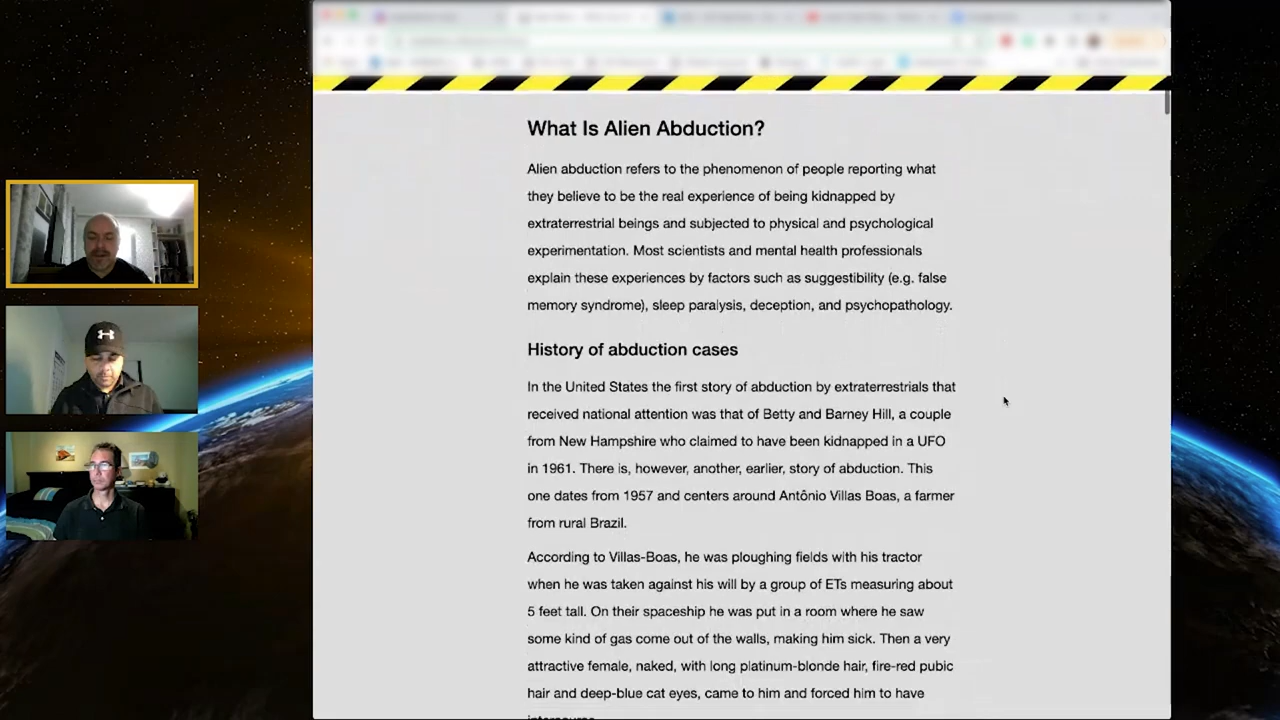 What Is Alien Abduction?
Alien abduction refers to the phenomenon of people reporting what
they believe to be the real experience of being kidnapped by
extraterrestrial beings and subjected to physical and psychological
experimentation. Most scientists and mental health professionals
explain these experiences by factors such as suggestibility (e.g. false
memory syndrome), sleep paralysis, deception, and psychopathology.
History of abduction cases
In the United States the first story of abduction by extraterrestrials that
received national attention was that of Betty and Barney Hill, a couple
from New Hampshire who claimed to have been kidnapped in a UFO
in 1961. There is, however, another, earlier, story of abduction. This
one dates from 1957 and centers around Antônio Villas Boas, a farmer
from rural Brazil.
According to Villas-Boas, he was ploughing fields with his tractor
when he was taken against his will by a group of ETs measuring about
5 feet tall. On their spaceship he was put in a room where he saw
some kind of gas come out of the walls, making him sick. Then a very
attractive female, naked, with long platinum-blonde hair, fire-red pubic
hair and deep-blue cat eyes, came to him and forced him to have